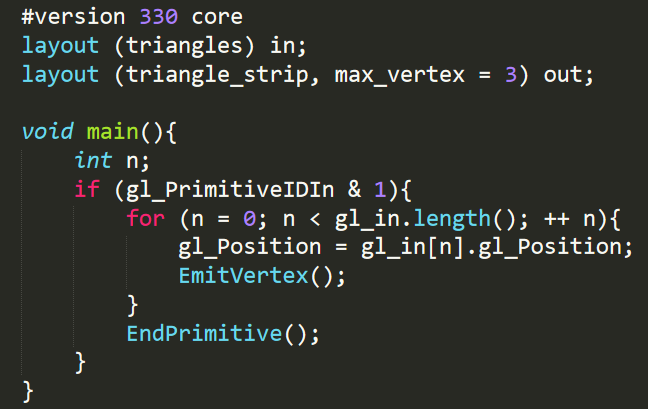 #version 330 core
layout (triangles) in;
layout (triangle_strip, max_vertex = 3) out;
void main(){
int n;
if (gl_PrimitiveIDIn & 1){
for (n = 0; n < gl_in.length(); ++ n){
gl_Position = gl_in[n].gl_Position;
EmitVertex();
}
EndPrimitive();
}
}